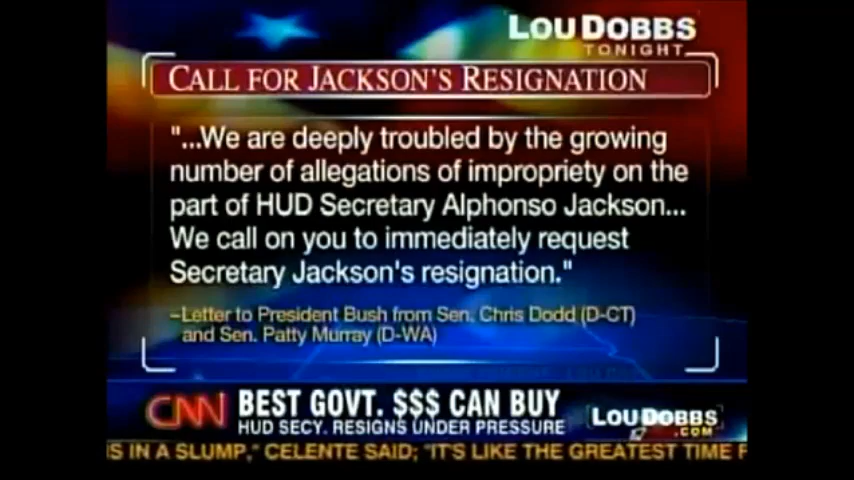 LOU DOBBS
TONIGHT
CALL FOR JACKSON'S RESIGNATION
"...We are deeply troubled by the growing
number of allegations of impropriety on the
part of HUD Secretary Alphonso Jackson...
We call on you to immediately request
Secretary Jackson's resignation."
–Letter to President Bush from Sen. Chris Dodd (D-CT)
and Sen. Patty Murray (D-WA)
CNN
BEST GOVT. $$$ CAN BUY
HUD SECY. RESIGNS UNDER PRESSURE
LOU DOBBS
.COM
IS IN A SLUMP," CELENTE SAID; "IT'S LIKE THE GREATEST TIME